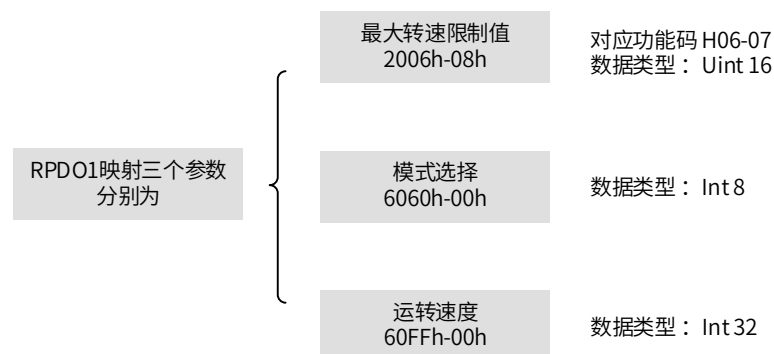 最大转速限制值
2006h-08h
对应功能码 H06-07
数据类型：Uint 16
RPDO1映射三个参数
分别为
模式选择
6060h-00h
数据类型：Int 8
运转速度
60FFh-00h
数据类型：Int 32